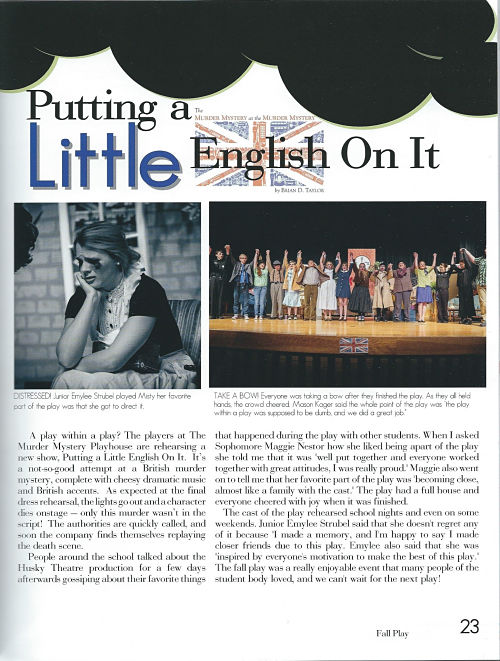 Putting a
The
MURDER MYSTERY at the MURDER MYSTERY
Little English On It
by BRIAN D. TAYLOR
DISTRESSED! Junior Emylee Strubel played Misty her favorite
part of the play was that she got to direct it.
TAKE A BOW! Everyone was taking a bow after they finished the play. As they all held
hands, the crowd cheered. Mason Kager said the whole point of the play was 'the play
within a play was supposed to be dumb, and we did a great job.'
A play within a play? The players at The
Murder Mystery Playhouse are rehearsing a
new show, Putting a Little English On It. It's
a not-so-good attempt at a British murder
mystery, complete with cheesy dramatic music
and British accents. As expected at the final
dress rehearsal, the lights go out and a character
dies onstage – only this murder wasn't in the
script! The authorities are quickly called, and
soon the company finds themselves replaying
the death scene.
People around the school talked about the
Husky Theatre production for a few days
afterwards gossiping about their favorite things
that happened during the play with other students. When I asked
Sophomore Maggie Nestor how she liked being apart of the play
she told me that it was 'well put together and everyone worked
together with great attitudes, I was really proud.' Maggie also went
on to tell me that her favorite part of the play was 'becoming close,
almost like a family with the cast.' The play had a full house and
everyone cheered with joy when it was finished.
The cast of the play rehearsed school nights and even on some
weekends. Junior Emylee Strubel said that she doesn't regret any
of it because 'I made a memory, and I'm happy to say I made
closer friends due to this play. Emylee also said that she was
'inspired by everyone's motivation to make the best of this play.'
The fall play was a really enjoyable event that many people of the
student body loved, and we can't wait for the next play!
Fall Play 23